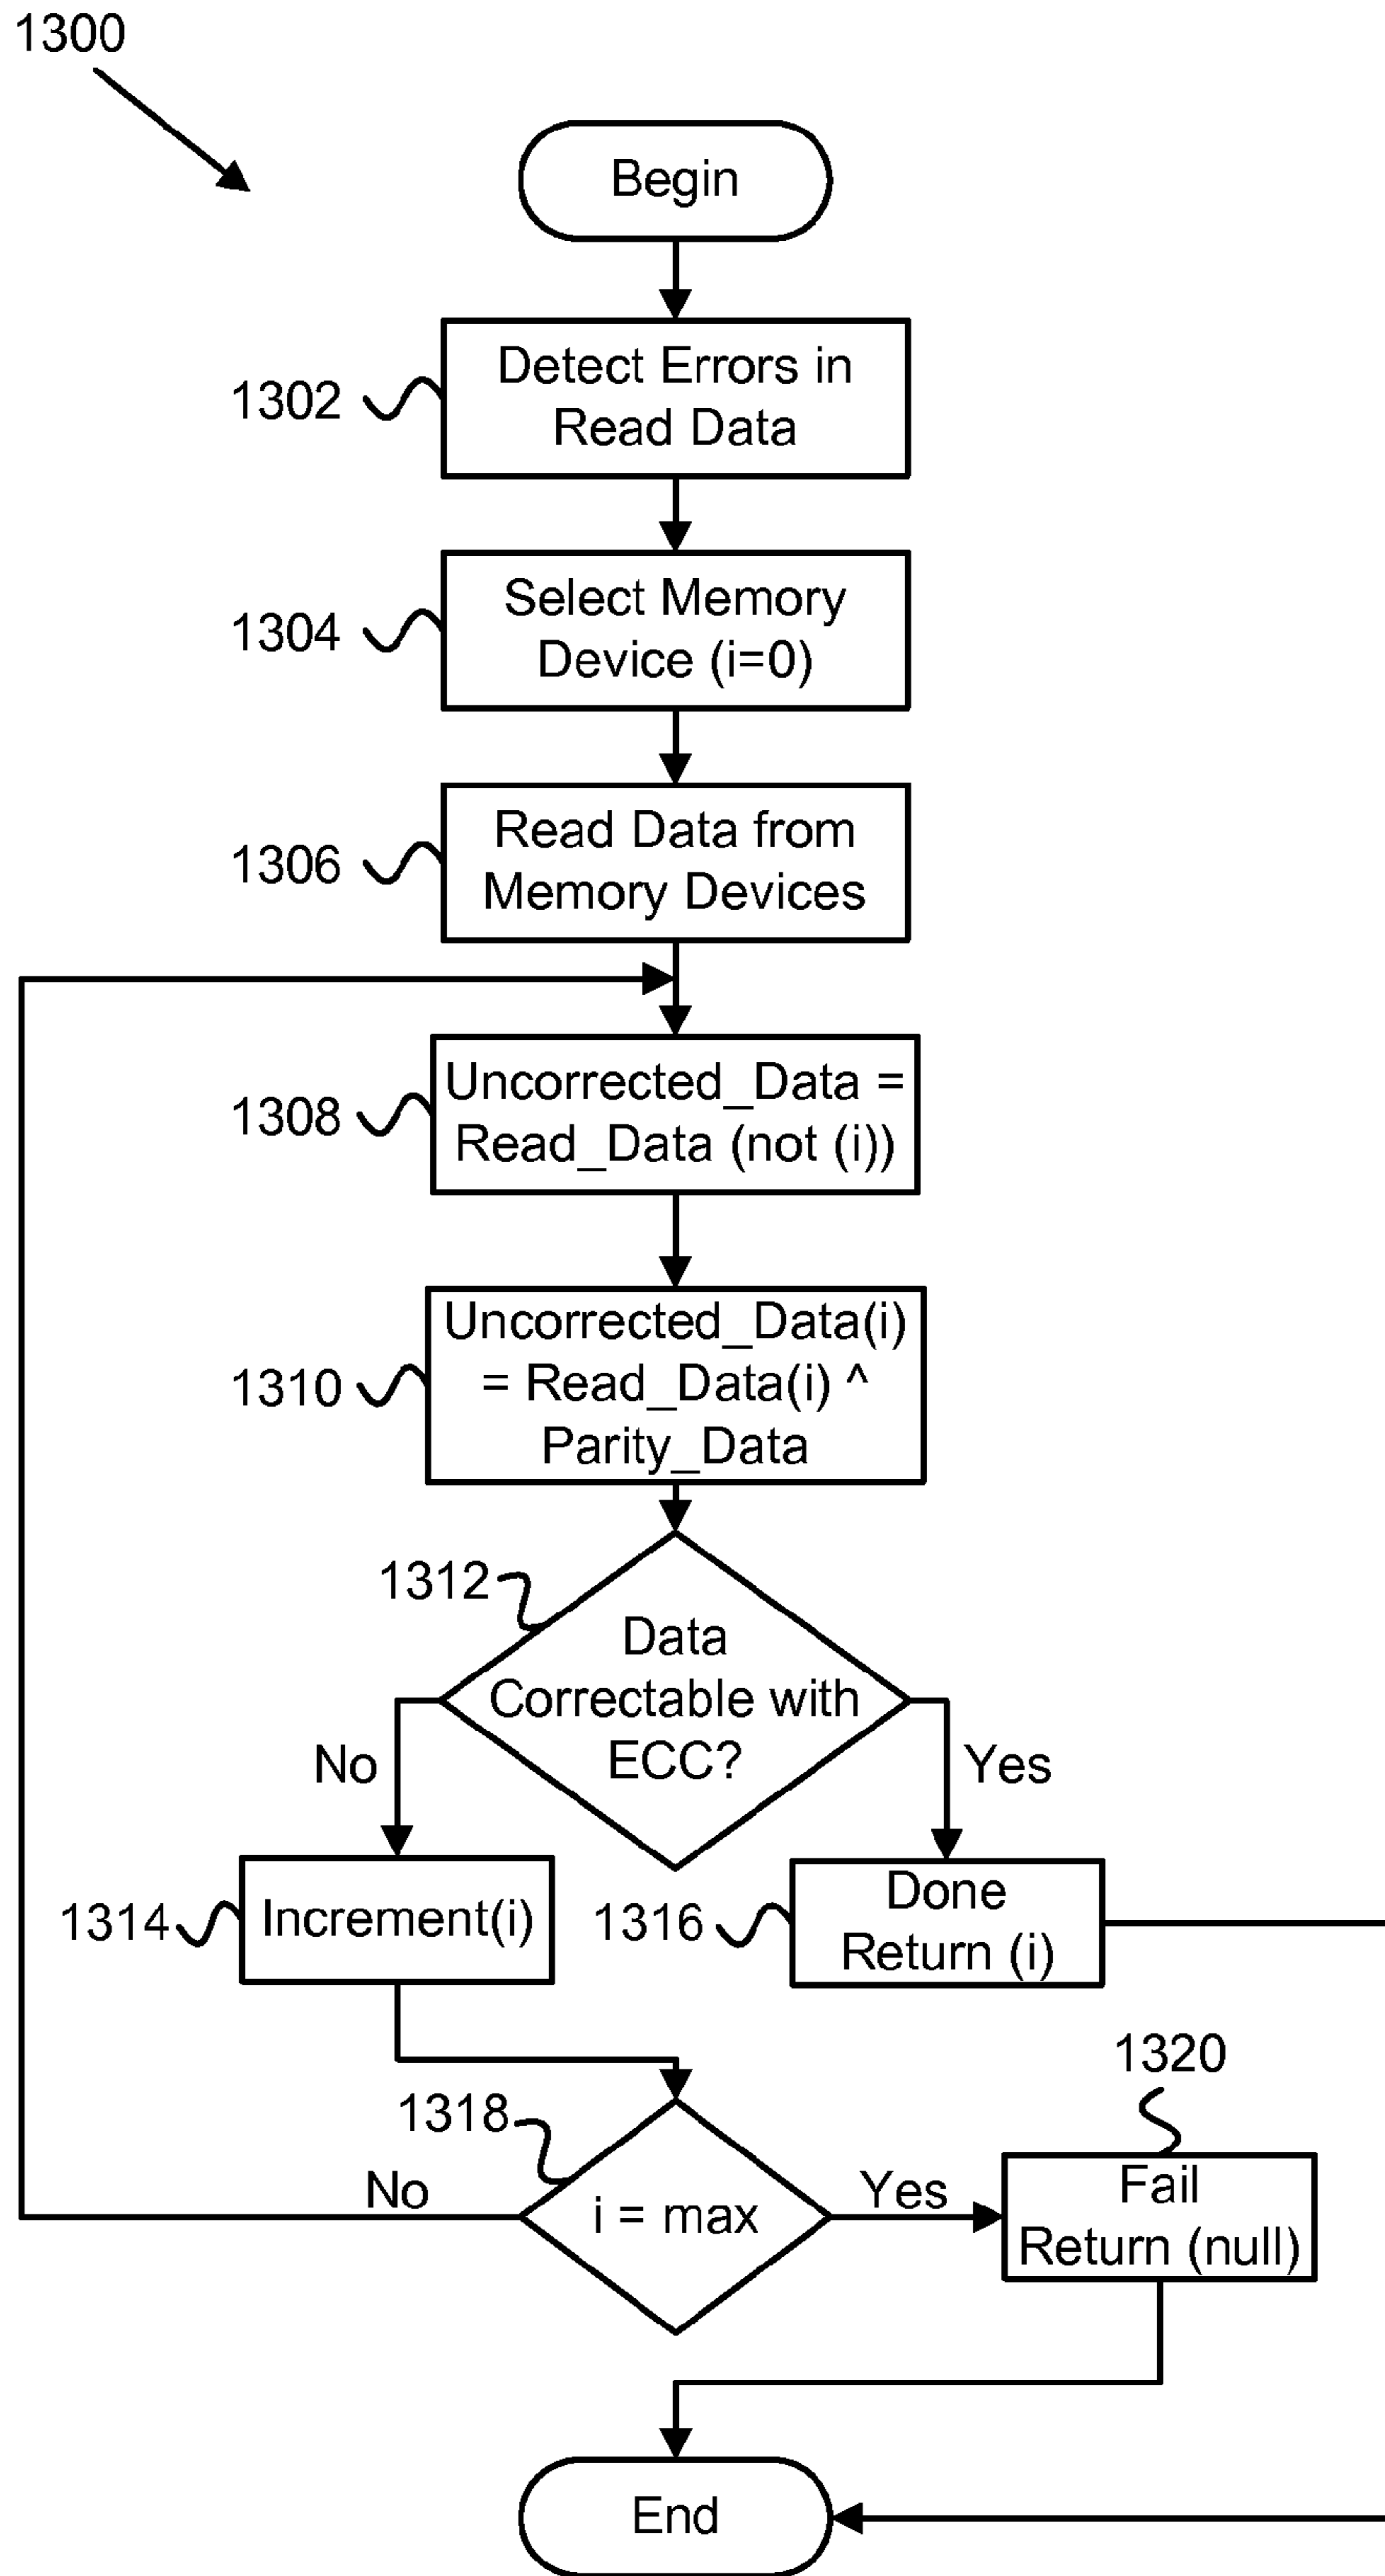 1300
Begin
1302
Detect Errors in
Read Data
1304
Select Memory
Device (i=0)
1306
Read Data from
Memory Devices
1308
Uncorrected_Data =
Read_Data (not (i))
1310
Uncorrected_Data(i)
= Read_Data(i) ^
Parity_Data
1312
Data
Correctable with
ECC?
No
Yes
1314
Increment(i)
1316
Done
Return (i)
1318
i = max
No
Yes
1320
Fail
Return (null)
End